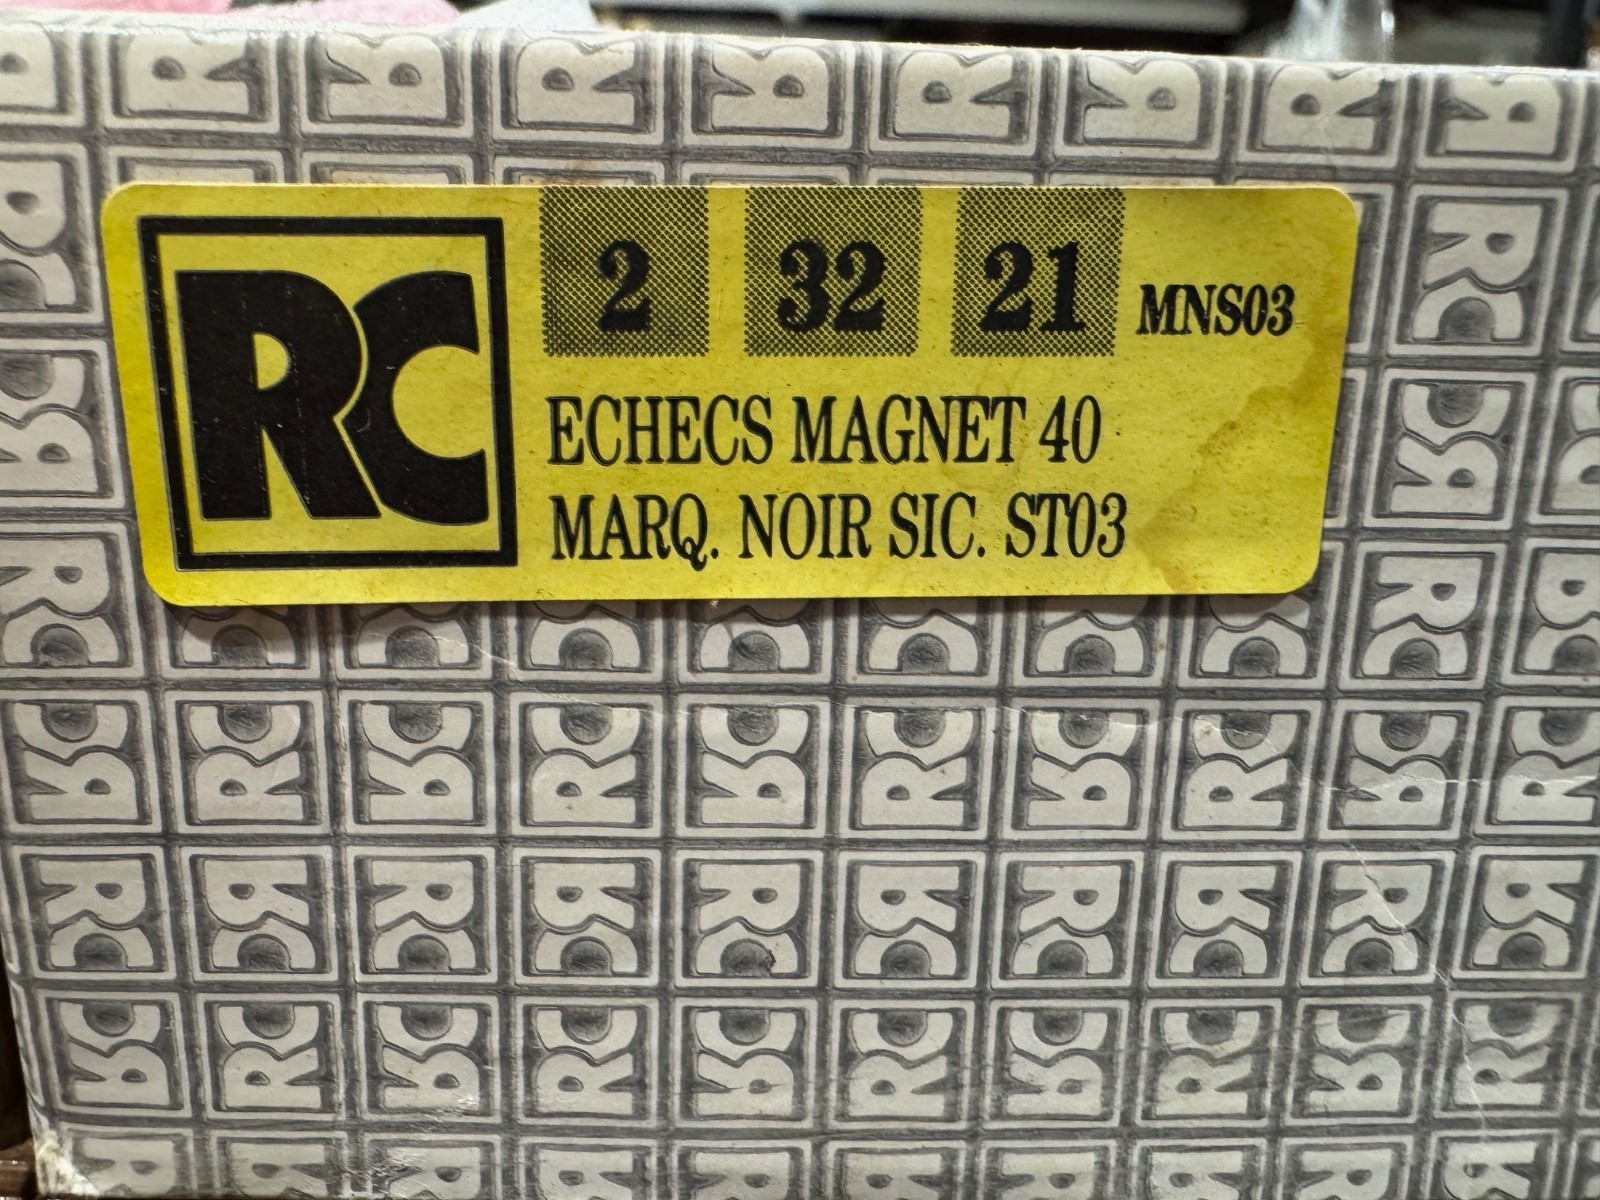 RC
2 32 21 MNS03
ECHECS MAGNET 40
MARQ. NOIR SIC. ST03